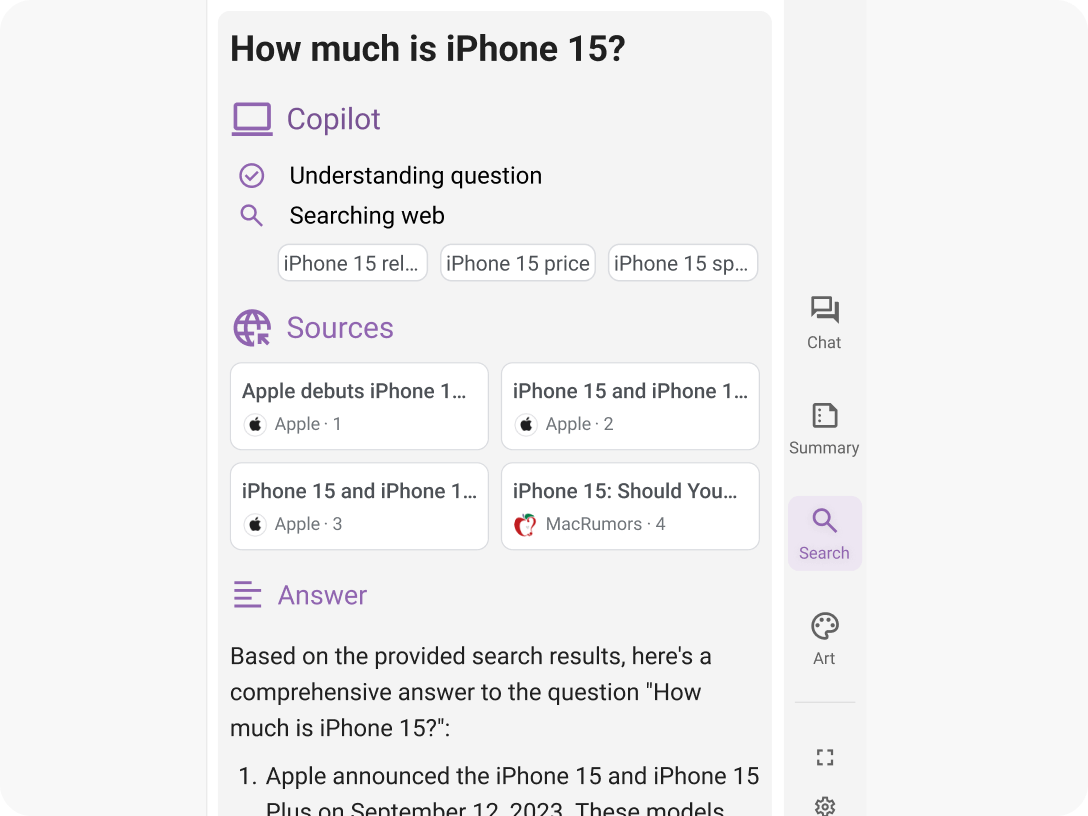 How much is iPhone 15?
Copilot
Understanding question
Searching web
iPhone 15 rel...
iPhone 15 price
iPhone 15 sp...
Sources
Apple debuts iPhone 1...
Apple · 1
iPhone 15 and iPhone 1...
Apple · 2
iPhone 15 and iPhone 1...
Apple · 3
iPhone 15: Should You...
MacRumors · 4
Answer
Based on the provided search results, here's a
comprehensive answer to the question "How
much is iPhone 15?":
1. Apple announced the iPhone 15 and iPhone 15
Plus on September 12, 2023. These models
Chat
Summary
Search
Art